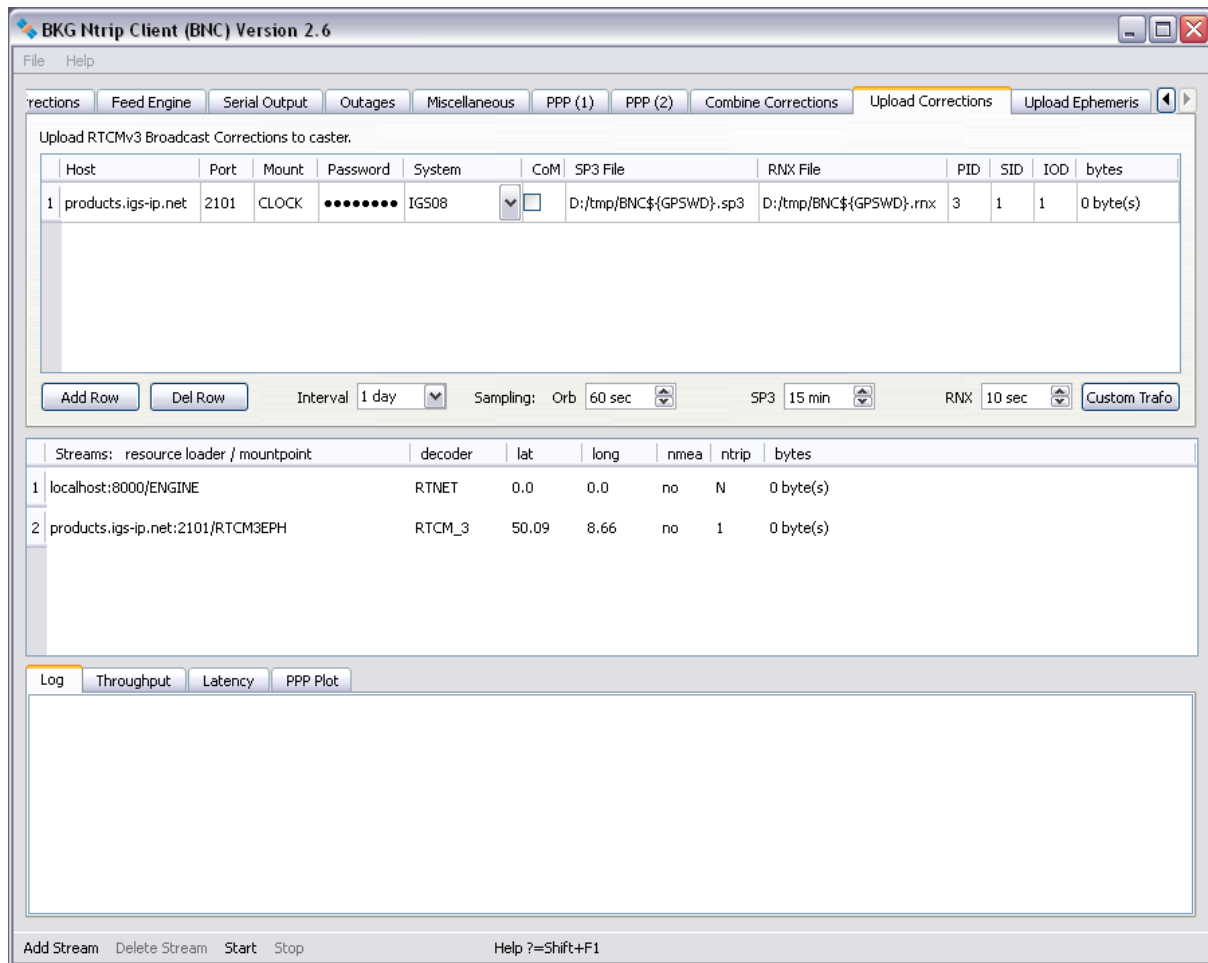 BKG Ntrip Client (BNC) Version 2.6
File Help
rections Feed Engine Serial Output Outages Miscellaneous PPP (1) PPP (2) Combine Corrections Upload Corrections Upload Ephemeris
Upload RTCMv3 Broadcast Corrections to caster.
Host Port Mount Password System CoM SP3 File RNX File PID SID IOD bytes
1 products.igs-ip.net 2101 CLOCK ●●●●●●●● IGS08 D:/tmp/BNC${GPSWD}.sp3 D:/tmp/BNC${GPSWD}.rnx 3 1 1 0 byte(s)
Add Row Del Row Interval 1 day Sampling: Orb 60 sec SP3 15 min RNX 10 sec Custom Trafo
Streams: resource loader / mountpoint decoder lat long nmea ntrip bytes
1 localhost:8000/ENGINE RTNET 0.0 0.0 no N 0 byte(s)
2 products.igs-ip.net:2101/RTCM3EPH RTCM_3 50.09 8.66 no 1 0 byte(s)
Log Throughput Latency PPP Plot
Add Stream Delete Stream Start Stop Help ?=Shift+F1